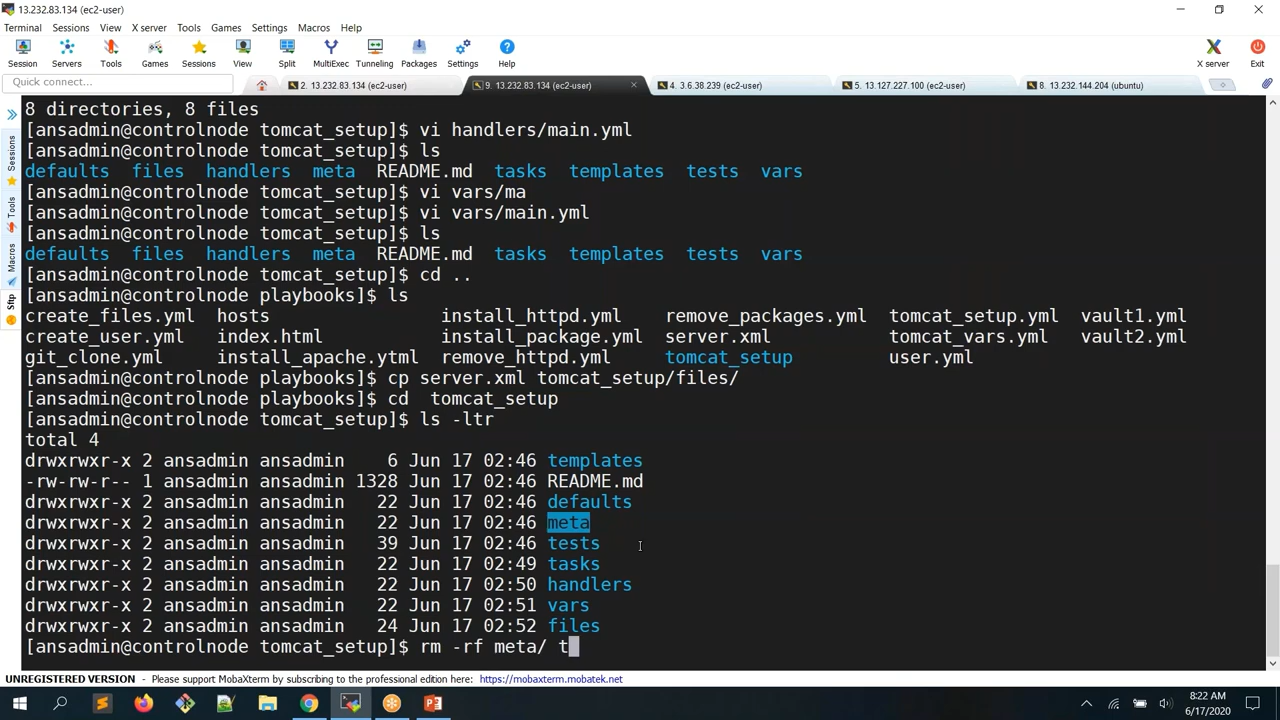 13.232.83.134 (ec2-user)
Terminal Sessions View X server Tools Games Settings Macros Help
Session Servers Tools Games Sessions View Split MultiExec Tunneling Packages Settings Help X server Exit
Quick connect...
2. 13.232.83.134 (ec2-user) 9. 13.232.83.134 (ec2-user) 4. 3.6.38.239 (ec2-user) 5. 13.127.227.100 (ec2-user) 8. 13.232.144.204 (ubuntu)
Sessions
Tools
Macros
Sftp
8 directories, 8 files
[ansadmin@controlnode tomcat_setup]$ vi handlers/main.yml
[ansadmin@controlnode tomcat_setup]$ ls
defaults files handlers meta README.md tasks templates tests vars
[ansadmin@controlnode tomcat_setup]$ vi vars/ma
[ansadmin@controlnode tomcat_setup]$ vi vars/main.yml
[ansadmin@controlnode tomcat_setup]$ ls
defaults files handlers meta README.md tasks templates tests vars
[ansadmin@controlnode tomcat_setup]$ cd ..
[ansadmin@controlnode playbooks]$ ls
create_files.yml hosts install_httpd.yml remove_packages.yml tomcat_setup.yml vault1.yml
create_user.yml index.html install_package.yml server.xml tomcat_vars.yml vault2.yml
git_clone.yml install_apache.ytml remove_httpd.yml tomcat_setup user.yml
[ansadmin@controlnode playbooks]$ cp server.xml tomcat_setup/files/
[ansadmin@controlnode playbooks]$ cd  tomcat_setup
[ansadmin@controlnode tomcat_setup]$ ls -ltr
total 4
drwxrwxr-x 2 ansadmin ansadmin 6 Jun 17 02:46 templates
-rw-rw-r-- 1 ansadmin ansadmin 1328 Jun 17 02:46 README.md
drwxrwxr-x 2 ansadmin ansadmin 22 Jun 17 02:46 defaults
drwxrwxr-x 2 ansadmin ansadmin 22 Jun 17 02:46 meta
drwxrwxr-x 2 ansadmin ansadmin 39 Jun 17 02:46 tests
drwxrwxr-x 2 ansadmin ansadmin 22 Jun 17 02:49 tasks
drwxrwxr-x 2 ansadmin ansadmin 22 Jun 17 02:50 handlers
drwxrwxr-x 2 ansadmin ansadmin 22 Jun 17 02:51 vars
drwxrwxr-x 2 ansadmin ansadmin 24 Jun 17 02:52 files
[ansadmin@controlnode tomcat_setup]$ rm -rf meta/ t
UNREGISTERED VERSION - Please support MobaXterm by subscribing to the professional edition here: https://mobaxterm.mobatek.net
8:22 AM
6/17/2020